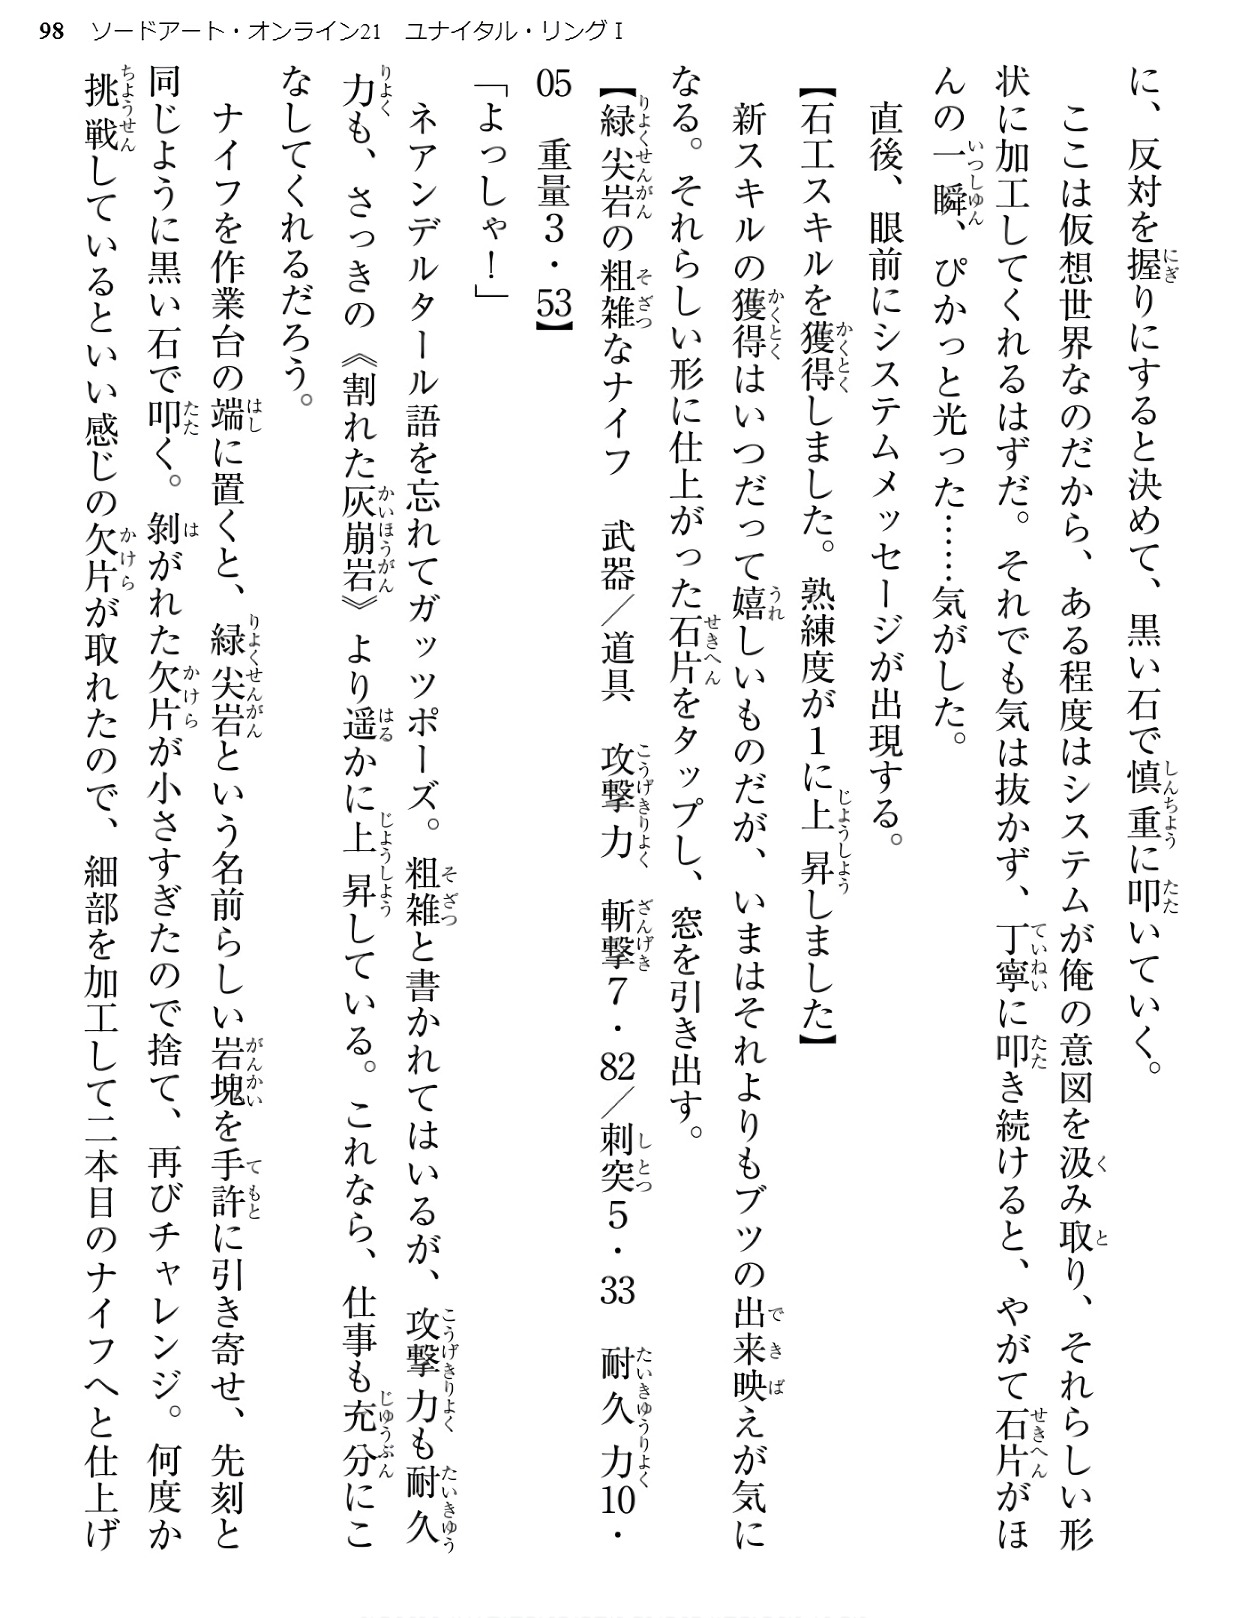 98 ソードアート・オンライン21　ユナイタル・リングⅠ
に、反対を握りにすると決めて、黒い石で慎重に叩いていく。
　ここは仮想世界なのだから、ある程度はシステムが俺の意図を汲み取り、それらしい形
状に加工してくれるはずだ。それでも気は抜かず、丁寧に叩き続けると、やがて石片がほ
んの一瞬、ぴかっと光った……気がした。
　直後、眼前にシステムメッセージが出現する。
【石工スキルを獲得しました。熟練度が１に上昇しました】
　新スキルの獲得はいつだって嬉しいものだが、いまはそれよりもブツの出来映えが気に
なる。それらしい形に仕上がった石片をタップし、窓を引き出す。
【緑尖岩の粗雑なナイフ　武器／道具　攻撃力　斬撃７・82／刺突５・33　耐久力10・
05　重量３・53】
「よっしゃ！」
　ネアンデルタール語を忘れてガッツポーズ。粗雑と書かれてはいるが、攻撃力も耐久
力も、さっきの《割れた灰崩岩》より遥かに上昇している。これなら、仕事も充分にこ
なしてくれるだろう。
　ナイフを作業台の端に置くと、緑尖岩という名前らしい岩塊を手許に引き寄せ、先刻と
同じように黒い石で叩く。剝がれた欠片が小さすぎたので捨て、再びチャレンジ。何度か
挑戦しているといい感じの欠片が取れたので、細部を加工して二本目のナイフへと仕上げ